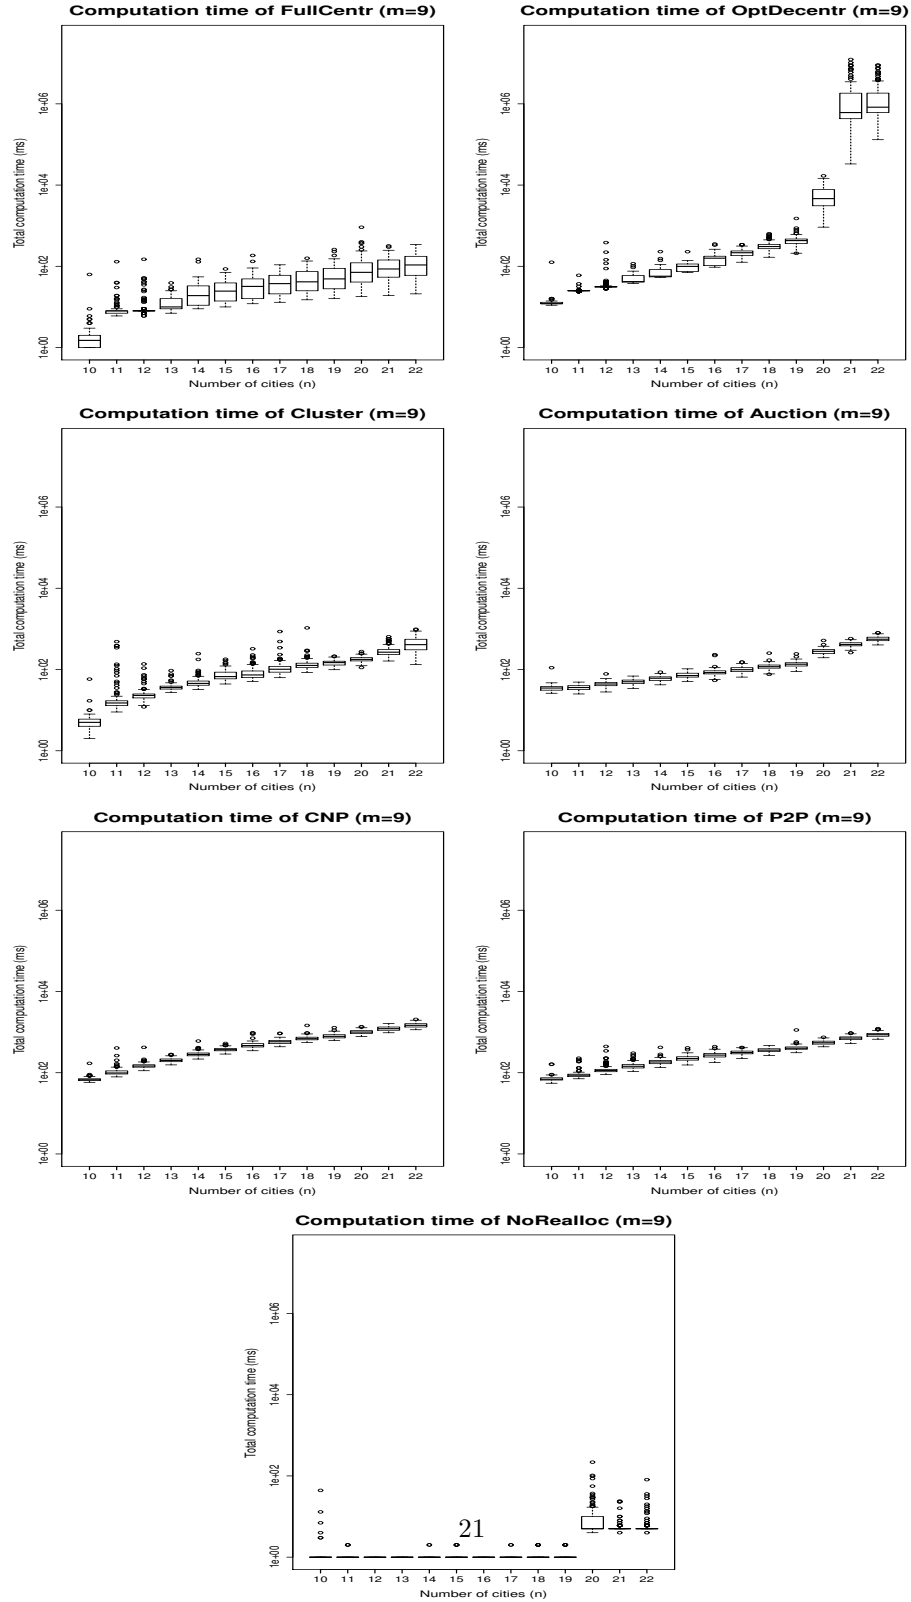 Computation time of FullCentr (m=9)
Total computation time (ms)
1e+06
1e+04
1e+02
1e+00
10 11 12 13 14 15 16 17 18 19 20 21 22
Number of cities (n)
Computation time of OptDecentr (m=9)
Total computation time (ms)
1e+06
1e+04
1e+02
1e+00
10 11 12 13 14 15 16 17 18 19 20 21 22
Number of cities (n)
Computation time of Cluster (m=9)
Total computation time (ms)
1e+06
1e+04
1e+02
1e+00
10 11 12 13 14 15 16 17 18 19 20 21 22
Number of cities (n)
Computation time of Auction (m=9)
Total computation time (ms)
1e+06
1e+04
1e+02
1e+00
10 11 12 13 14 15 16 17 18 19 20 21 22
Number of cities (n)
Computation time of CNP (m=9)
Total computation time (ms)
1e+06
1e+04
1e+02
1e+00
10 11 12 13 14 15 16 17 18 19 20 21 22
Number of cities (n)
Computation time of P2P (m=9)
Total computation time (ms)
1e+06
1e+04
1e+02
1e+00
10 11 12 13 14 15 16 17 18 19 20 21 22
Number of cities (n)
Computation time of NoRealloc (m=9)
Total computation time (ms)
1e+06
1e+04
1e+02
1e+00
21
10 11 12 13 14 15 16 17 18 19 20 21 22
Number of cities (n)